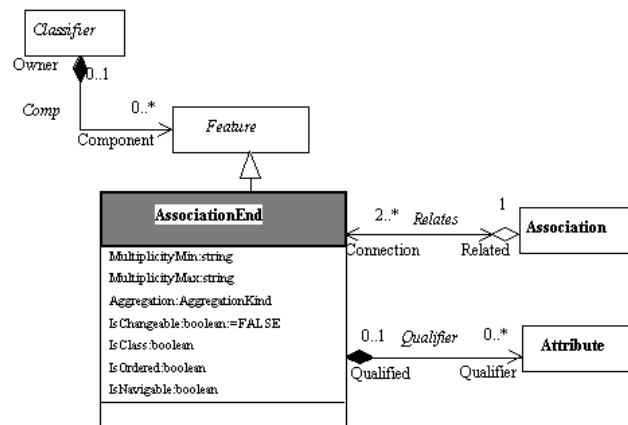 Classifier
Owner
0..1
Comp
0..*
Component
Feature
AssociationEnd
MultiplicityMin:string
MultiplicityMax:string
Aggregation:AggregationKind
IsChangeable:boolean:=FALSE
IsClass:boolean
IsOrdered:boolean
IsNavigable:boolean
2..* Relates 1
Connection Related
Association
0..1 Qualifier 0..*
Qualified Qualifier
Attribute